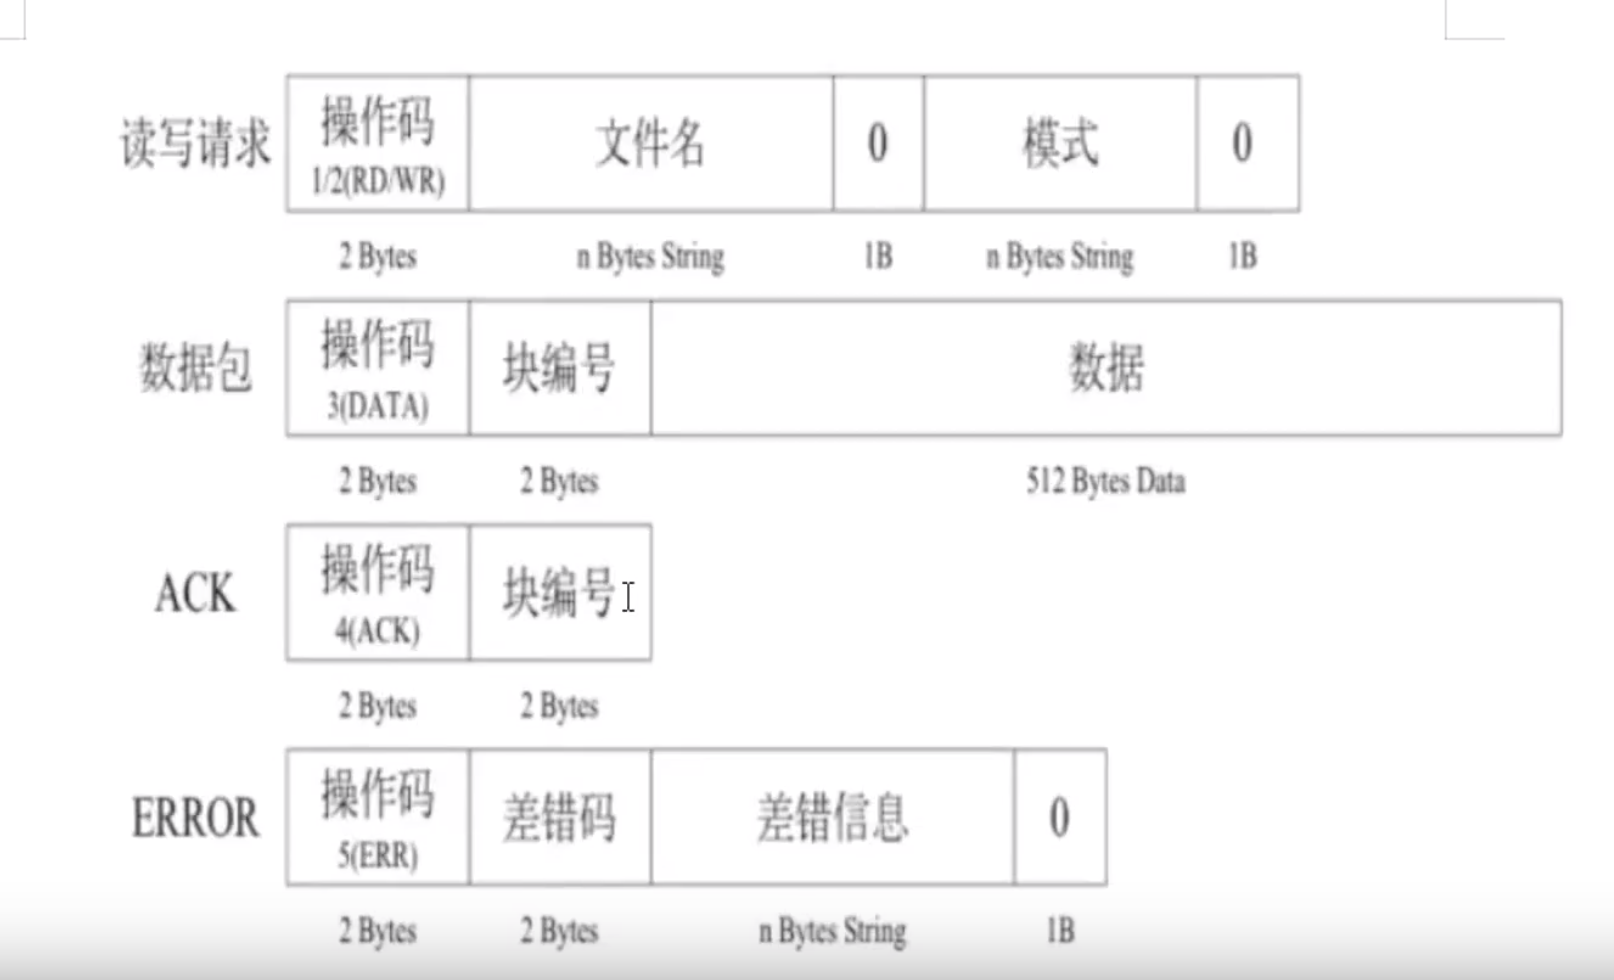 读写请求
操作码
1/2(RD/WR)
文件名
0
模式
0
2 Bytes
n Bytes String
1B
n Bytes String
1B
数据包
操作码
3(DATA)
块编号
数据
2 Bytes
2 Bytes
512 Bytes Data
ACK
操作码
4(ACK)
块编号
2 Bytes
2 Bytes
ERROR
操作码
5(ERR)
差错码
差错信息
0
2 Bytes
2 Bytes
n Bytes String
1B